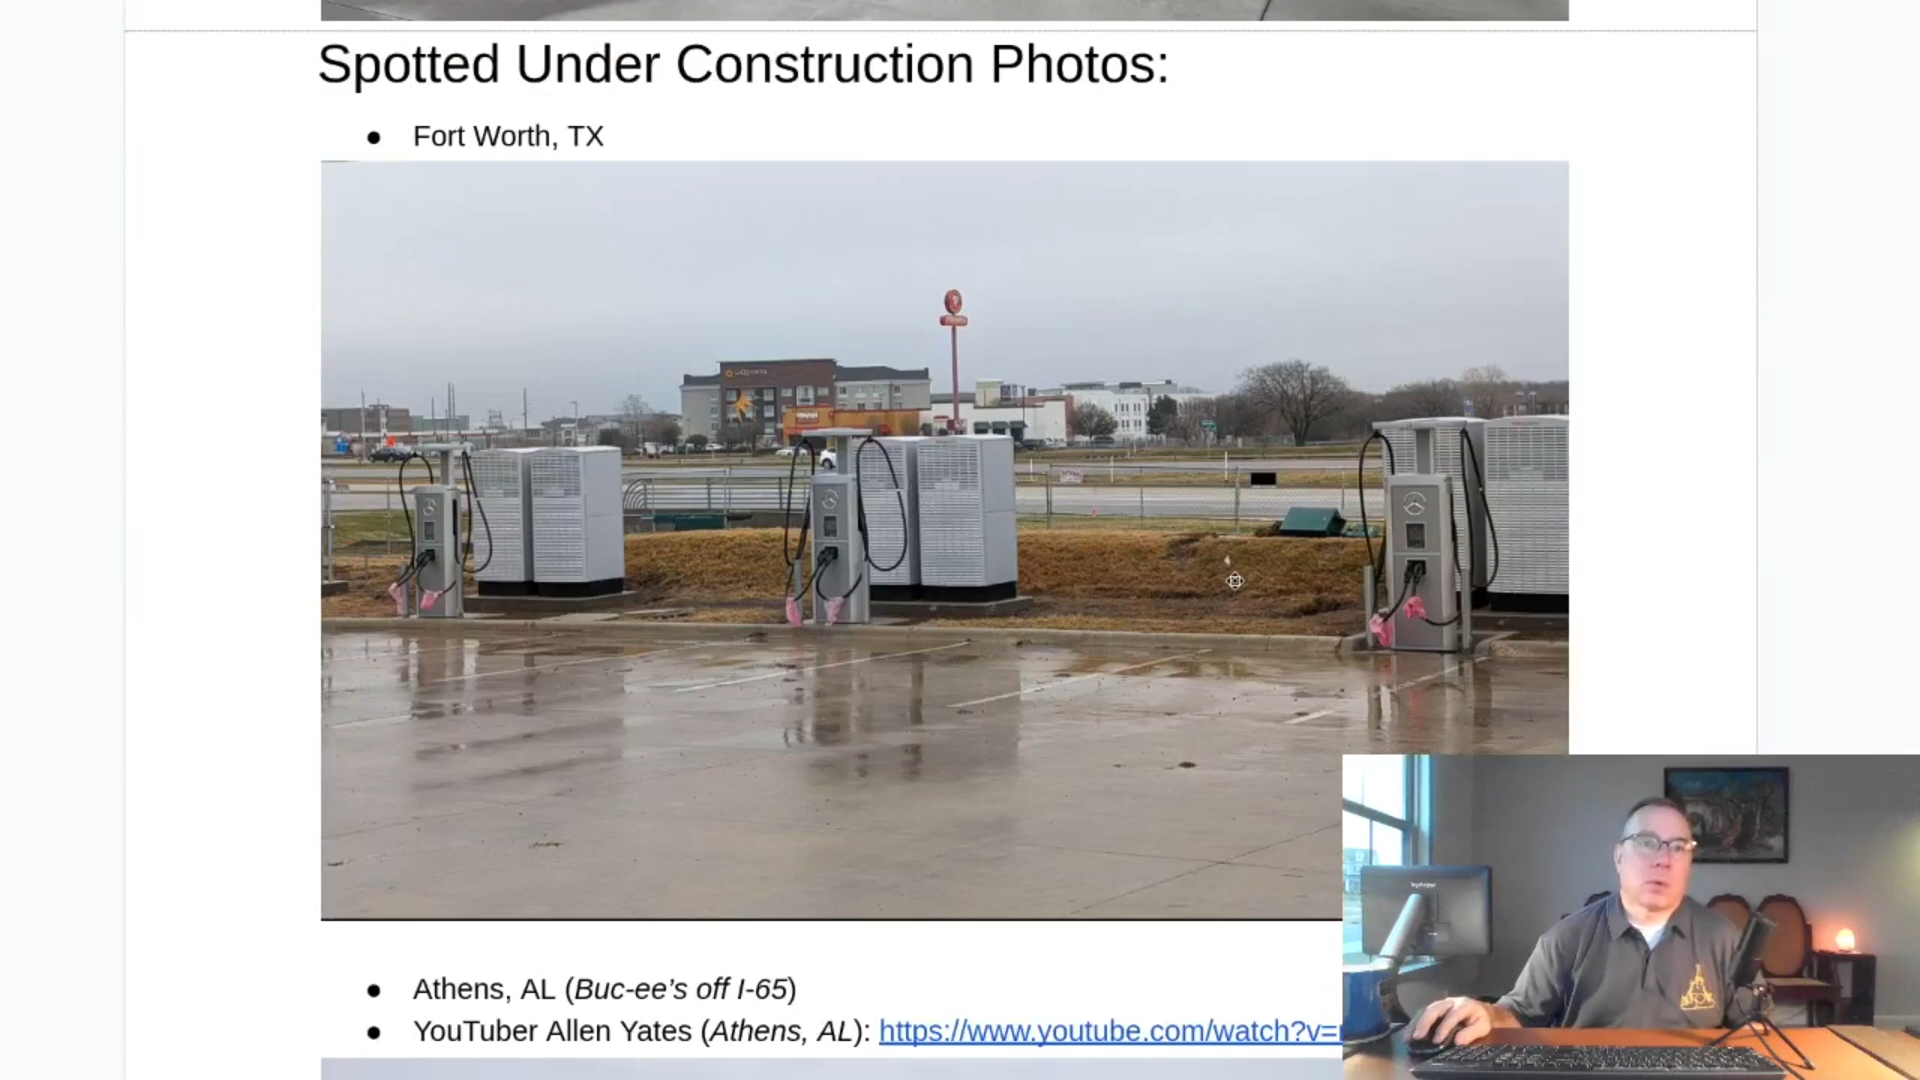 Spotted Under Construction Photos:
● Fort Worth, TX
● Athens, AL (Buc-ee's off I-65)
● YouTuber Allen Yates (Athens, AL): https://www.youtube.com/watch?v=